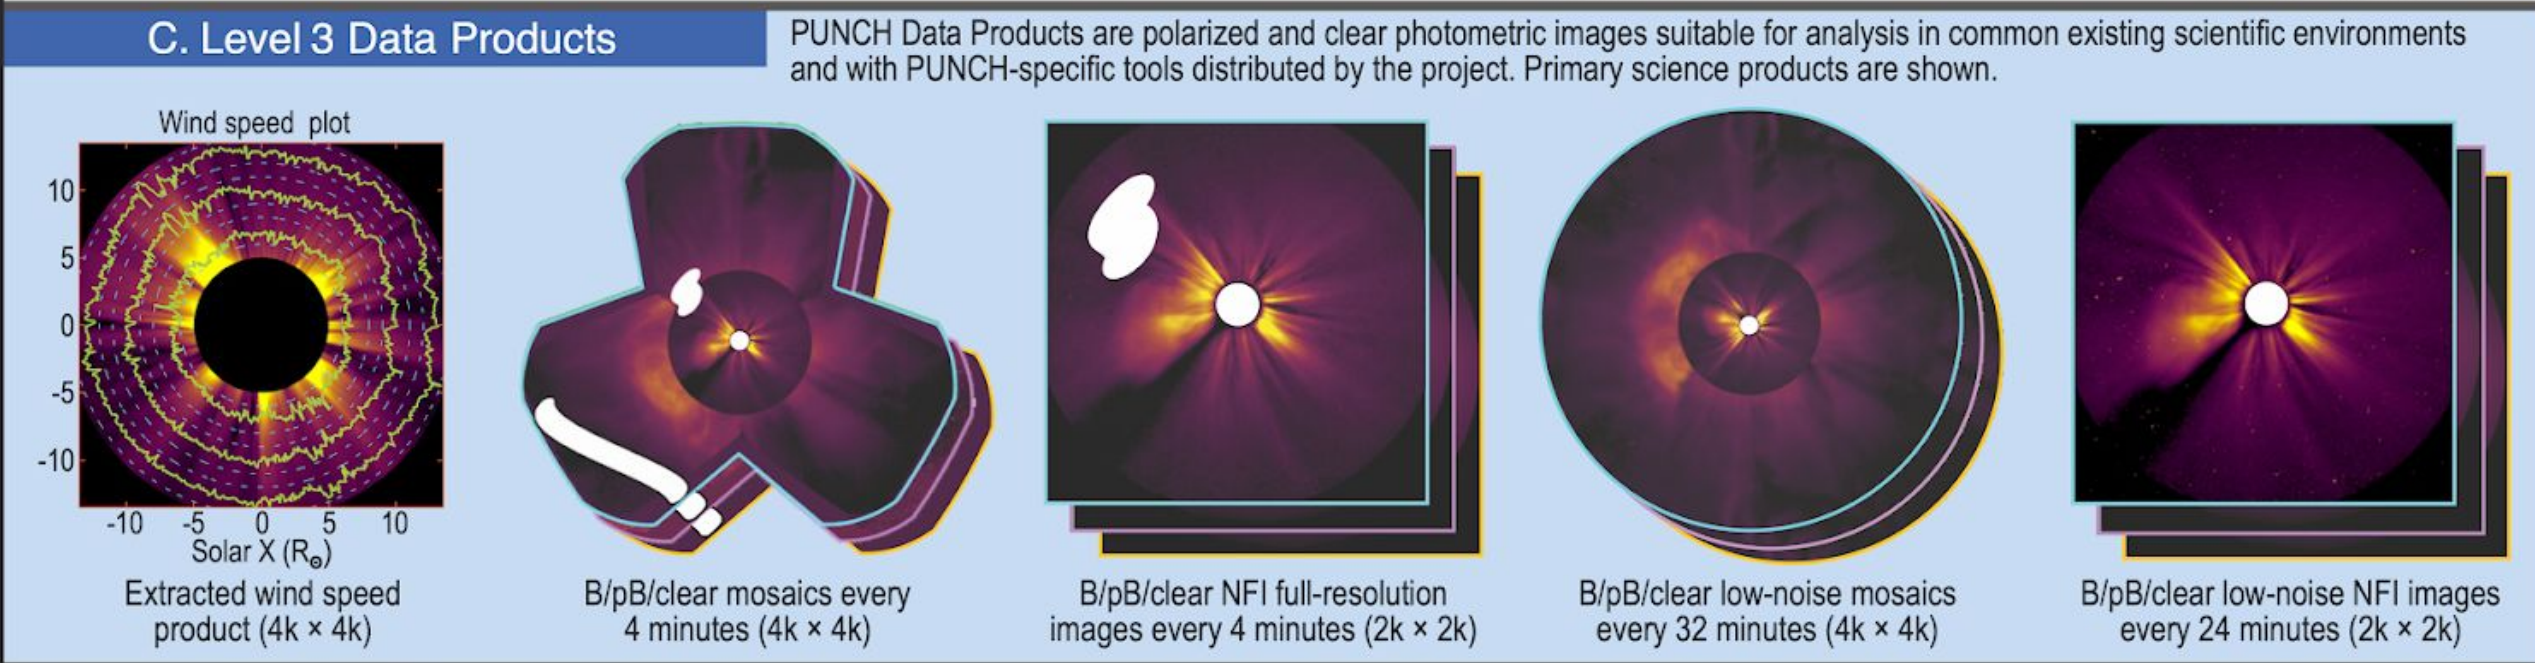 C. Level 3 Data Products
PUNCH Data Products are polarized and clear photometric images suitable for analysis in common existing scientific environments
and with PUNCH-specific tools distributed by the project. Primary science products are shown.
Wind speed plot
10
5
0
-5
-10
-10 -5 0 5 10
Solar X (R⊙)
Extracted wind speed
product (4k × 4k)
B/pB/clear mosaics every
4 minutes (4k × 4k)
B/pB/clear NFI full-resolution
images every 4 minutes (2k × 2k)
B/pB/clear low-noise mosaics
every 32 minutes (4k × 4k)
B/pB/clear low-noise NFI images
every 24 minutes (2k × 2k)